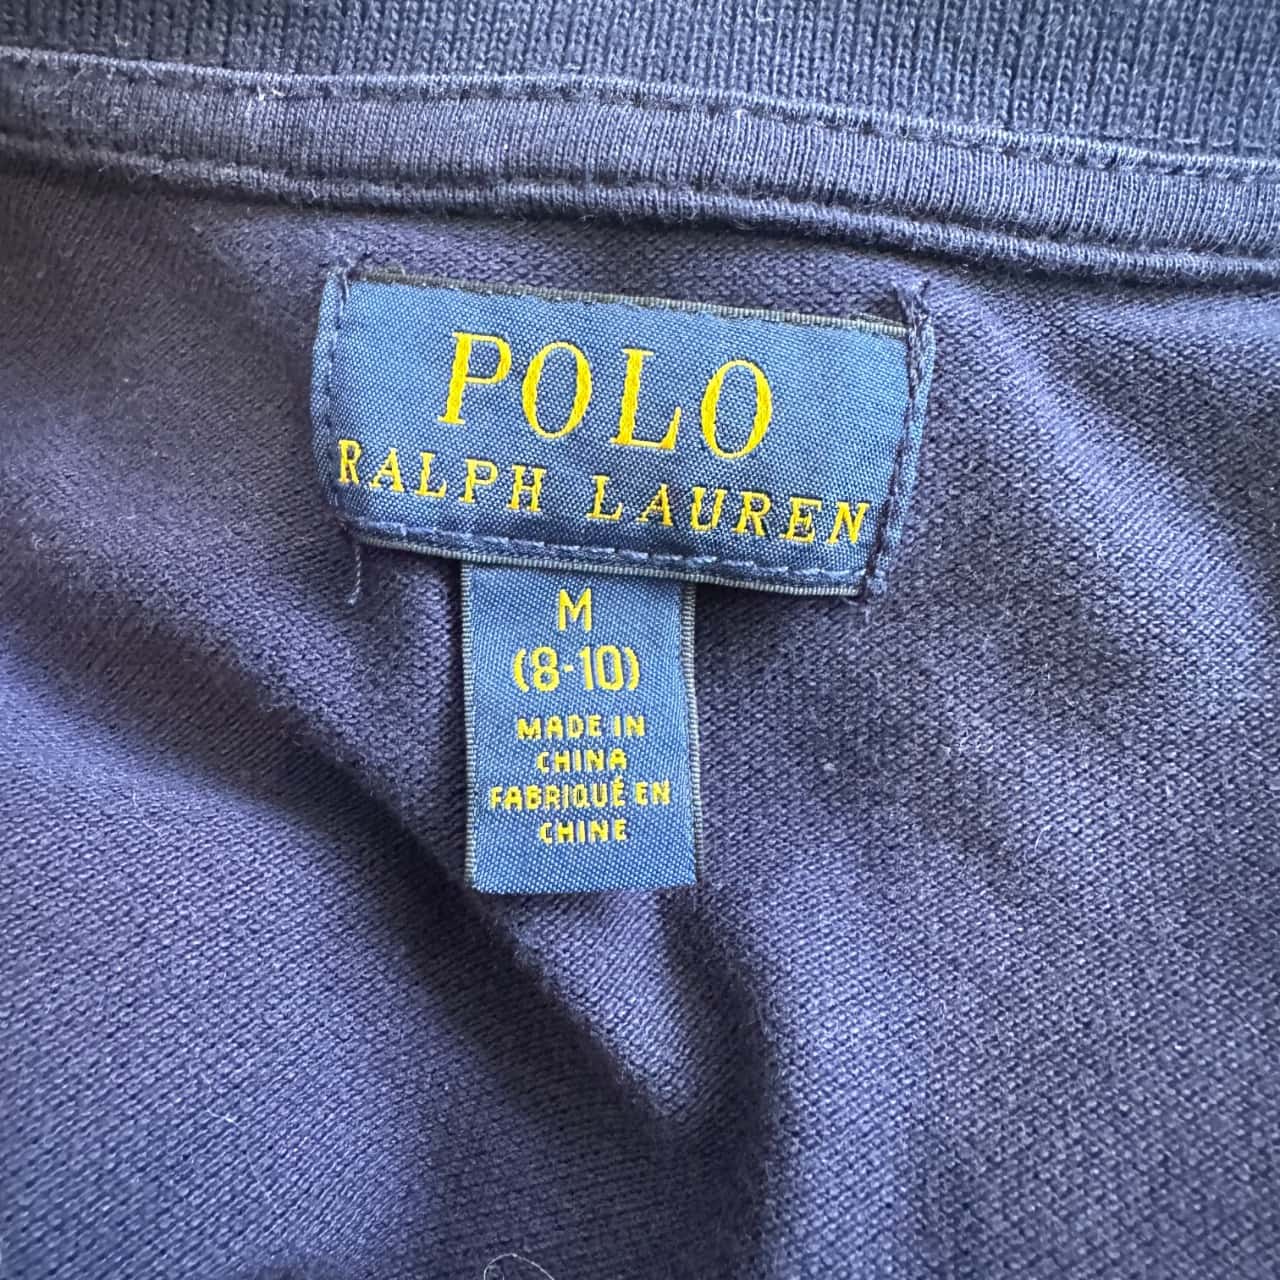 POLO
RALPH LAUREN
M
(8-10)
MADE IN
CHINA
FABRIQUÉ EN
CHINE